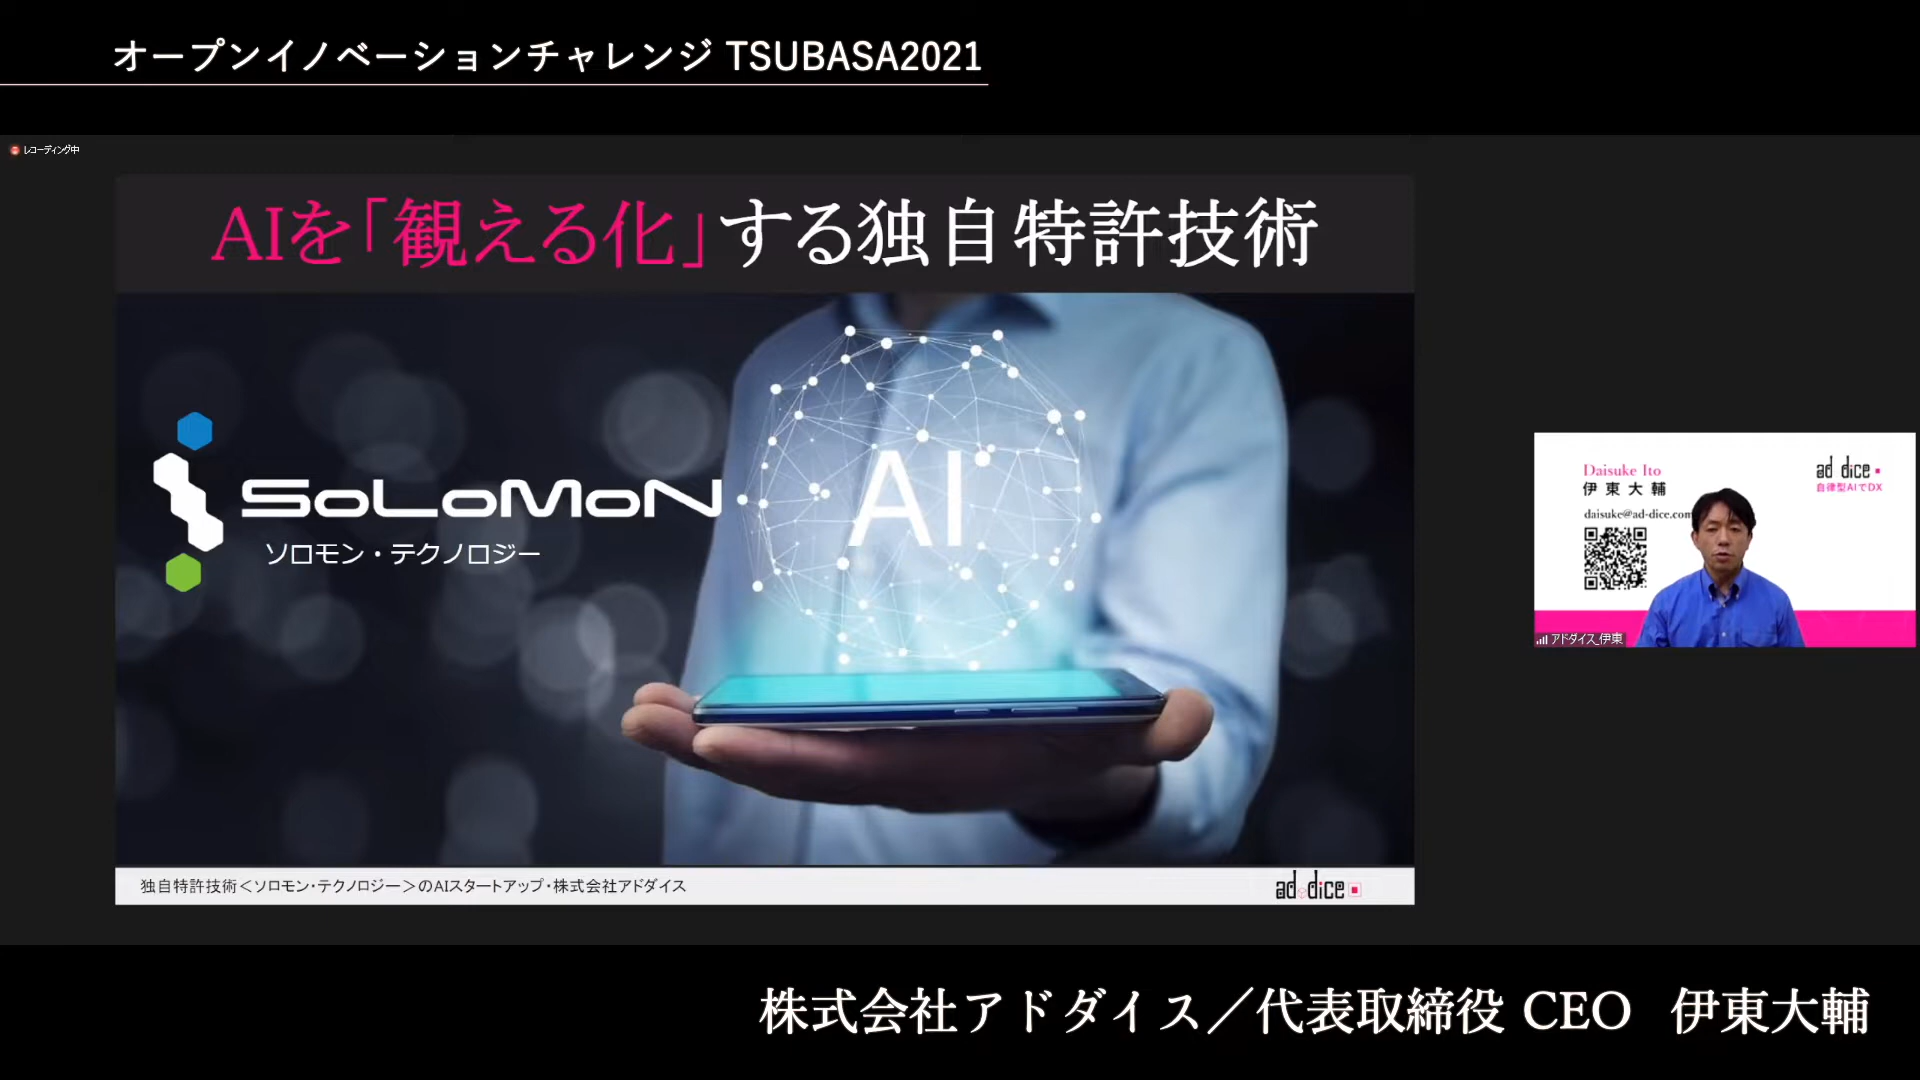 オープンイノベーションチャレンジ TSUBASA2021
レコーディング中
AIを「観える化」する独自特許技術
SoLoMoN
ソロモン・テクノロジー
AI
独自特許技術＜ソロモン・テクノロジー＞のAIスタートアップ・株式会社アドダイス
ad dice
Daisuke Ito
伊東大輔
daisuke@ad-dice.com
ad dice
自律型AIでDX
アドダイス_伊東
株式会社アドダイス／代表取締役 CEO 伊東大輔